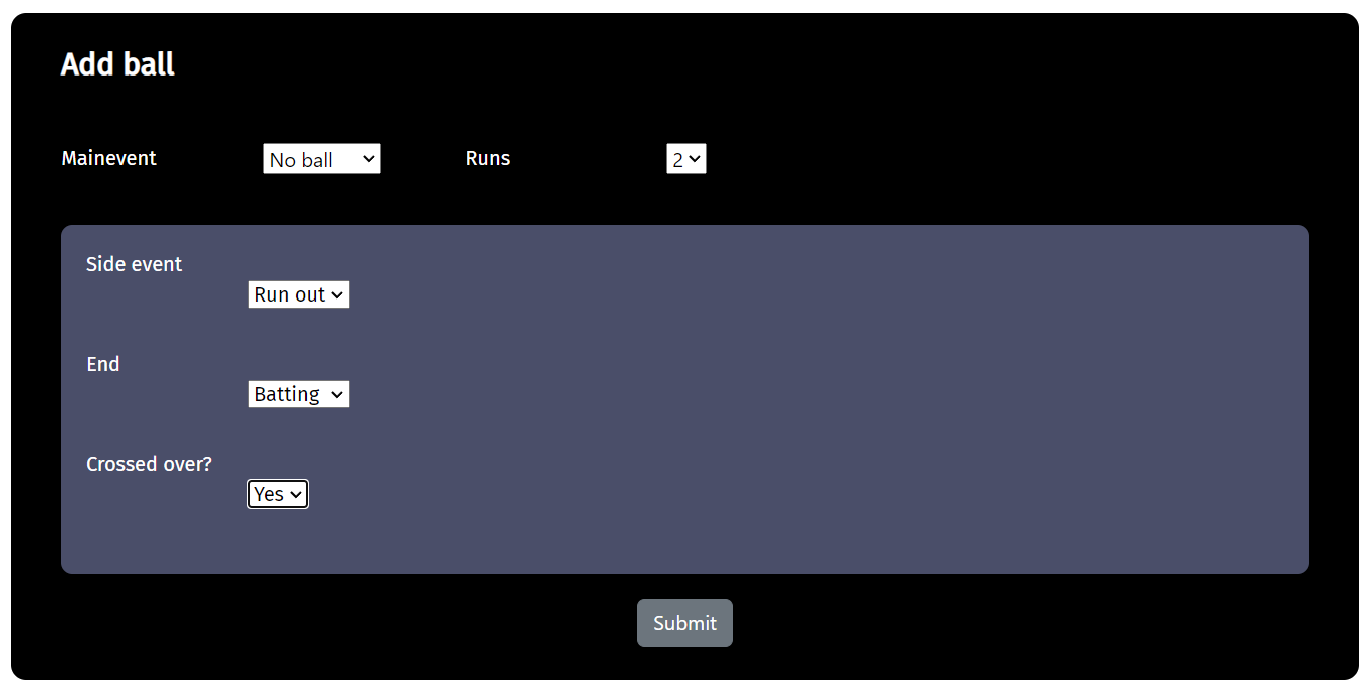 Add ball
Mainevent No ball Runs 2
Side event
Run out
End
Batting
Crossed over?
Yes
Submit